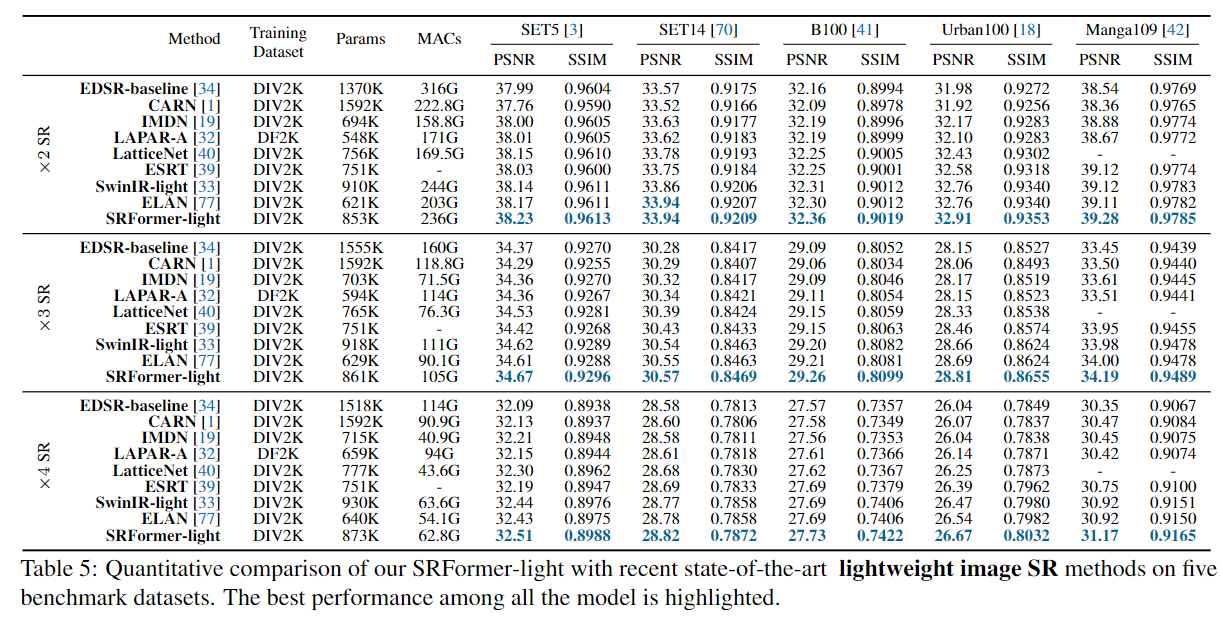 Method Training Dataset Params MACs SET5 [3] SET14 [70] B100 [41] Urban100 [18] Manga109 [42]
PSNR SSIM PSNR SSIM PSNR SSIM PSNR SSIM PSNR SSIM
×2 SR
EDSR-baseline [34] DIV2K 1370K 316G 37.99 0.9604 33.57 0.9175 32.16 0.8994 31.98 0.9272 38.54 0.9769
CARN [1] DIV2K 1592K 222.8G 37.76 0.9590 33.52 0.9166 32.09 0.8978 31.92 0.9256 38.36 0.9765
IMDN [19] DIV2K 694K 158.8G 38.00 0.9605 33.63 0.9177 32.19 0.8996 32.17 0.9283 38.88 0.9774
LAPAR-A [32] DF2K 548K 171G 38.01 0.9605 33.62 0.9183 32.19 0.8999 32.10 0.9283 38.67 0.9772
LatticeNet [40] DIV2K 756K 169.5G 38.15 0.9610 33.78 0.9193 32.25 0.9005 32.43 0.9302 - -
ESRT [39] DIV2K 751K - 38.03 0.9600 33.75 0.9184 32.25 0.9001 32.58 0.9318 39.12 0.9774
SwinIR-light [33] DIV2K 910K 244G 38.14 0.9611 33.86 0.9206 32.31 0.9012 32.76 0.9340 39.12 0.9783
ELAN [77] DIV2K 621K 203G 38.17 0.9611 33.94 0.9207 32.30 0.9012 32.76 0.9340 39.11 0.9782
SRFormer-light DIV2K 853K 236G 38.23 0.9613 33.94 0.9209 32.36 0.9019 32.91 0.9353 39.28 0.9785
×3 SR
EDSR-baseline [34] DIV2K 1555K 160G 34.37 0.9270 30.28 0.8417 29.09 0.8052 28.15 0.8527 33.45 0.9439
CARN [1] DIV2K 1592K 118.8G 34.29 0.9255 30.29 0.8407 29.06 0.8034 28.06 0.8493 33.50 0.9440
IMDN [19] DIV2K 703K 71.5G 34.36 0.9270 30.32 0.8417 29.09 0.8046 28.17 0.8519 33.61 0.9445
LAPAR-A [32] DF2K 594K 114G 34.36 0.9267 30.34 0.8421 29.11 0.8054 28.15 0.8523 33.51 0.9441
LatticeNet [40] DIV2K 765K 76.3G 34.53 0.9281 30.39 0.8424 29.15 0.8059 28.33 0.8538 - -
ESRT [39] DIV2K 751K - 34.42 0.9268 30.43 0.8433 29.15 0.8063 28.46 0.8574 33.95 0.9455
SwinIR-light [33] DIV2K 918K 111G 34.62 0.9289 30.54 0.8463 29.20 0.8082 28.66 0.8624 33.98 0.9478
ELAN [77] DIV2K 629K 90.1G 34.61 0.9288 30.55 0.8463 29.21 0.8081 28.69 0.8624 34.00 0.9478
SRFormer-light DIV2K 861K 105G 34.67 0.9296 30.57 0.8469 29.26 0.8099 28.81 0.8655 34.19 0.9489
×4 SR
EDSR-baseline [34] DIV2K 1518K 114G 32.09 0.8938 28.58 0.7813 27.57 0.7357 26.04 0.7849 30.35 0.9067
CARN [1] DIV2K 1592K 90.9G 32.13 0.8937 28.60 0.7806 27.58 0.7349 26.07 0.7837 30.47 0.9084
IMDN [19] DIV2K 715K 40.9G 32.21 0.8948 28.58 0.7811 27.56 0.7353 26.04 0.7838 30.45 0.9075
LAPAR-A [32] DF2K 659K 94G 32.15 0.8944 28.61 0.7818 27.61 0.7366 26.14 0.7871 30.42 0.9074
LatticeNet [40] DIV2K 777K 43.6G 32.30 0.8962 28.68 0.7830 27.62 0.7367 26.25 0.7873 - -
ESRT [39] DIV2K 751K - 32.19 0.8947 28.69 0.7833 27.69 0.7379 26.39 0.7962 30.75 0.9100
SwinIR-light [33] DIV2K 930K 63.6G 32.44 0.8976 28.77 0.7858 27.69 0.7406 26.47 0.7980 30.92 0.9151
ELAN [77] DIV2K 640K 54.1G 32.43 0.8975 28.78 0.7858 27.69 0.7406 26.54 0.7982 30.92 0.9150
SRFormer-light DIV2K 873K 62.8G 32.51 0.8988 28.82 0.7872 27.73 0.7422 26.67 0.8032 31.17 0.9165
Table 5: Quantitative comparison of our SRFormer-light with recent state-of-the-art lightweight image SR methods on five
benchmark datasets. The best performance among all the model is highlighted.